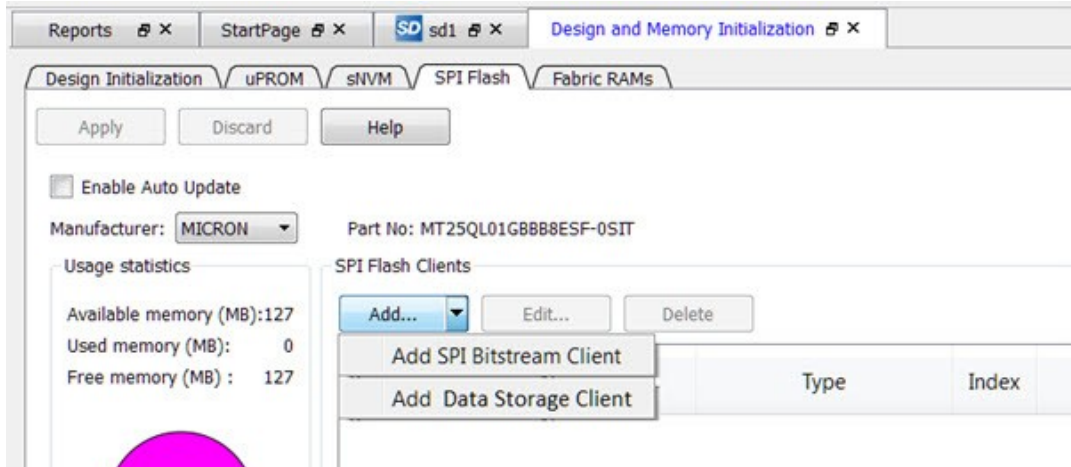 Reports StartPage SD sd1 Design and Memory Initialization
Design Initialization uPROM sNVM SPI Flash Fabric RAMs
Apply Discard Help
Enable Auto Update
Manufacturer: MICRON Part No: MT25QL01GBBB8ESF-0SIT
Usage statistics SPI Flash Clients
Available memory (MB):127 Add... Edit... Delete
Used memory (MB): 0 Add SPI Bitstream Client
Free memory (MB) : 127 Type Index
Add Data Storage Client